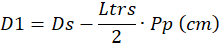 D1 = Ds − Ltrs/2 · Pp (cm)